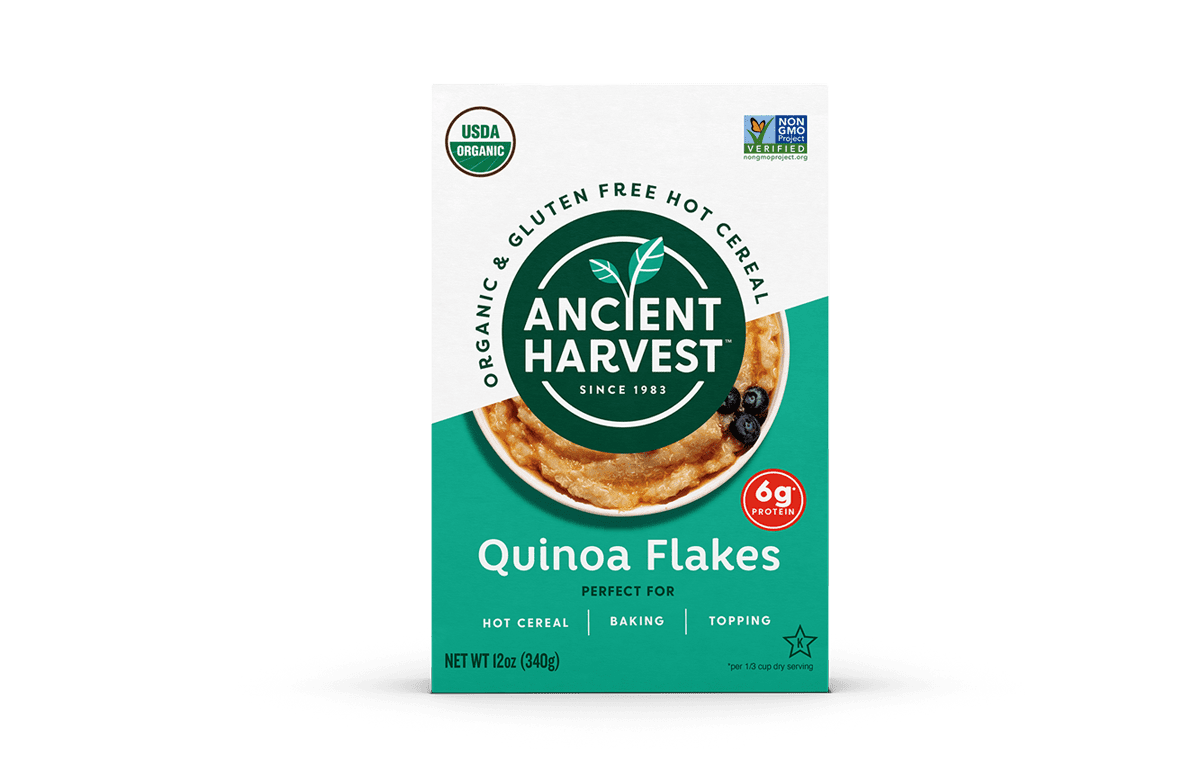 USDA
ORGANIC
NON
GMO
Project
VERIFIED
nongmoproject.org
ORGANIC & GLUTEN FREE HOT CEREAL
ANCIENT
HARVEST™
SINCE 1983
6g*
PROTEIN
Quinoa Flakes
PERFECT FOR
HOT CEREAL | BAKING | TOPPING
K
NET WT 12oz (340g)
*per 1/3 cup dry serving